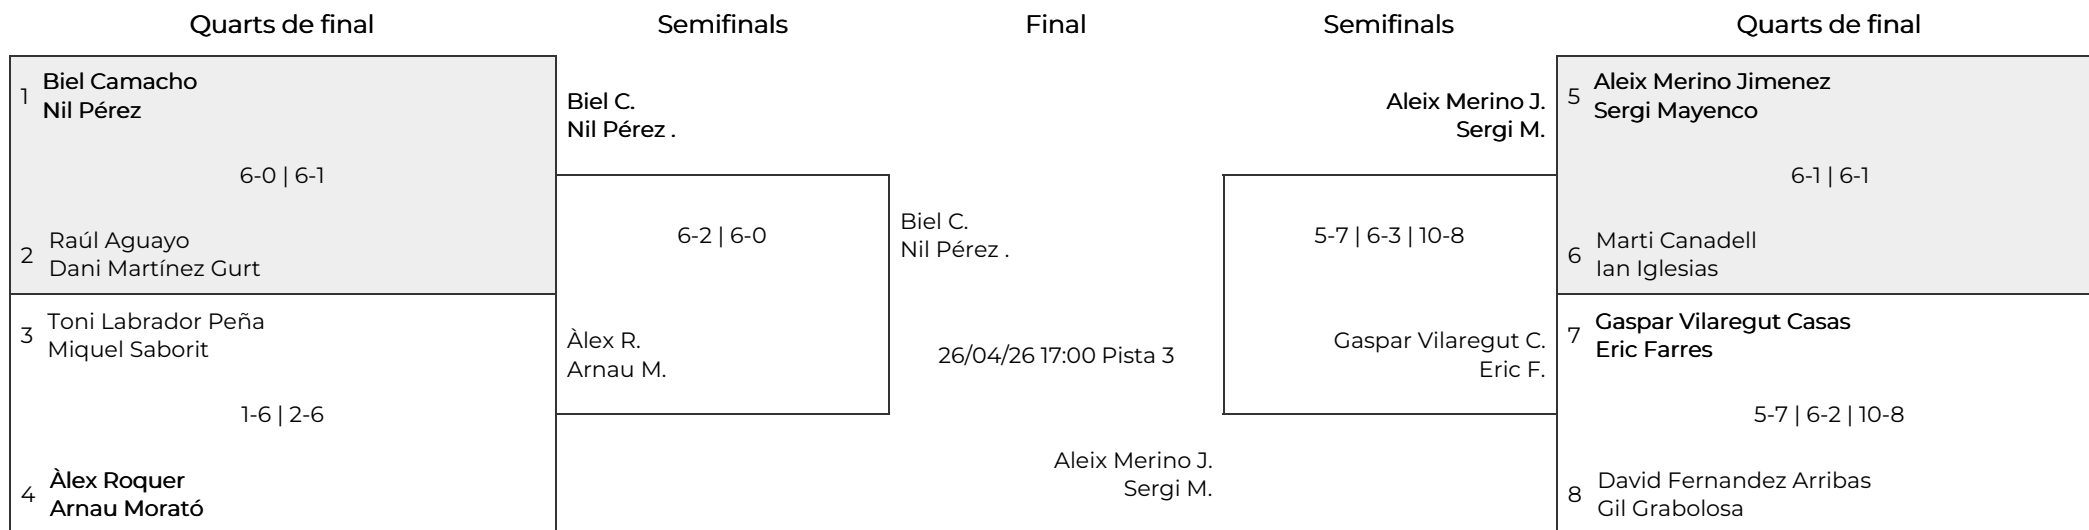 Quarts de final
Semifinals
Final
Semifinals
Quarts de final
1
Biel Camacho
Nil Pérez
6-0 | 6-1
2
Raúl Aguayo
Dani Martínez Gurt
3
Toni Labrador Peña
Miquel Saborit
1-6 | 2-6
4
Àlex Roquer
Arnau Morató
Biel C.
Nil Pérez .
6-2 | 6-0
Àlex R.
Arnau M.
Biel C.
Nil Pérez .
26/04/26 17:00 Pista 3
Aleix Merino J.
Sergi M.
Aleix Merino J.
Sergi M.
5-7 | 6-3 | 10-8
Gaspar Vilaregut C.
Eric F.
5
Aleix Merino Jimenez
Sergi Mayenco
6-1 | 6-1
6
Marti Canadell
Ian Iglesias
7
Gaspar Vilaregut Casas
Eric Farres
5-7 | 6-2 | 10-8
8
David Fernandez Arribas
Gil Grabolosa